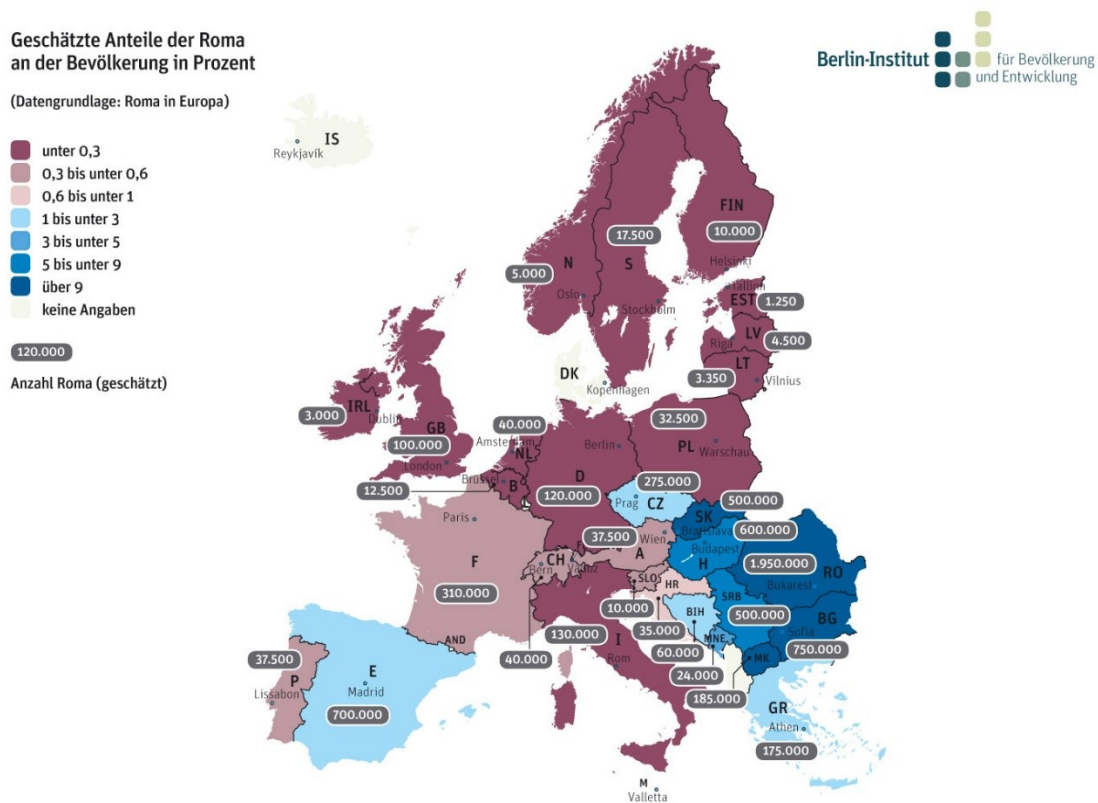 Geschätzte Anteile der Roma
an der Bevölkerung in Prozent
(Datengrundlage: Roma in Europa)
unter 0,3
0,3 bis unter 0,6
0,6 bis unter 1
1 bis unter 3
3 bis unter 5
5 bis unter 9
über 9
keine Angaben
120.000
Anzahl Roma (geschätzt)
Berlin-Institut
für Bevölkerung
und Entwicklung
IS
Reykjavík
FIN
10.000
Helsinki
17.500
S
Stockholm
N
5.000
Oslo
Tallinn
EST
1.250
LV
Riga
4.500
LT
3.350
Vilnius
DK
Kopenhagen
IRL
3.000
Dublin
GB
100.000
London
40.000
Amsterdam
NL
Brüssel
B
12.500
L
Berlin
D
120.000
32.500
PL
Warschau
275.000
Prag
CZ
500.000
SK
Bratislava
600.000
Budapest
H
37.500
Wien
A
CH
Bern
Vaduz
40.000
Paris
F
310.000
AND
37.500
P
Lissabon
E
Madrid
700.000
130.000
I
Rom
SLO
10.000
HR
35.000
BIH
60.000
MNE
24.000
SRB
500.000
1.950.000
RO
Bukarest
BG
Sofia
750.000
MK
185.000
GR
Athen
175.000
M
Valletta